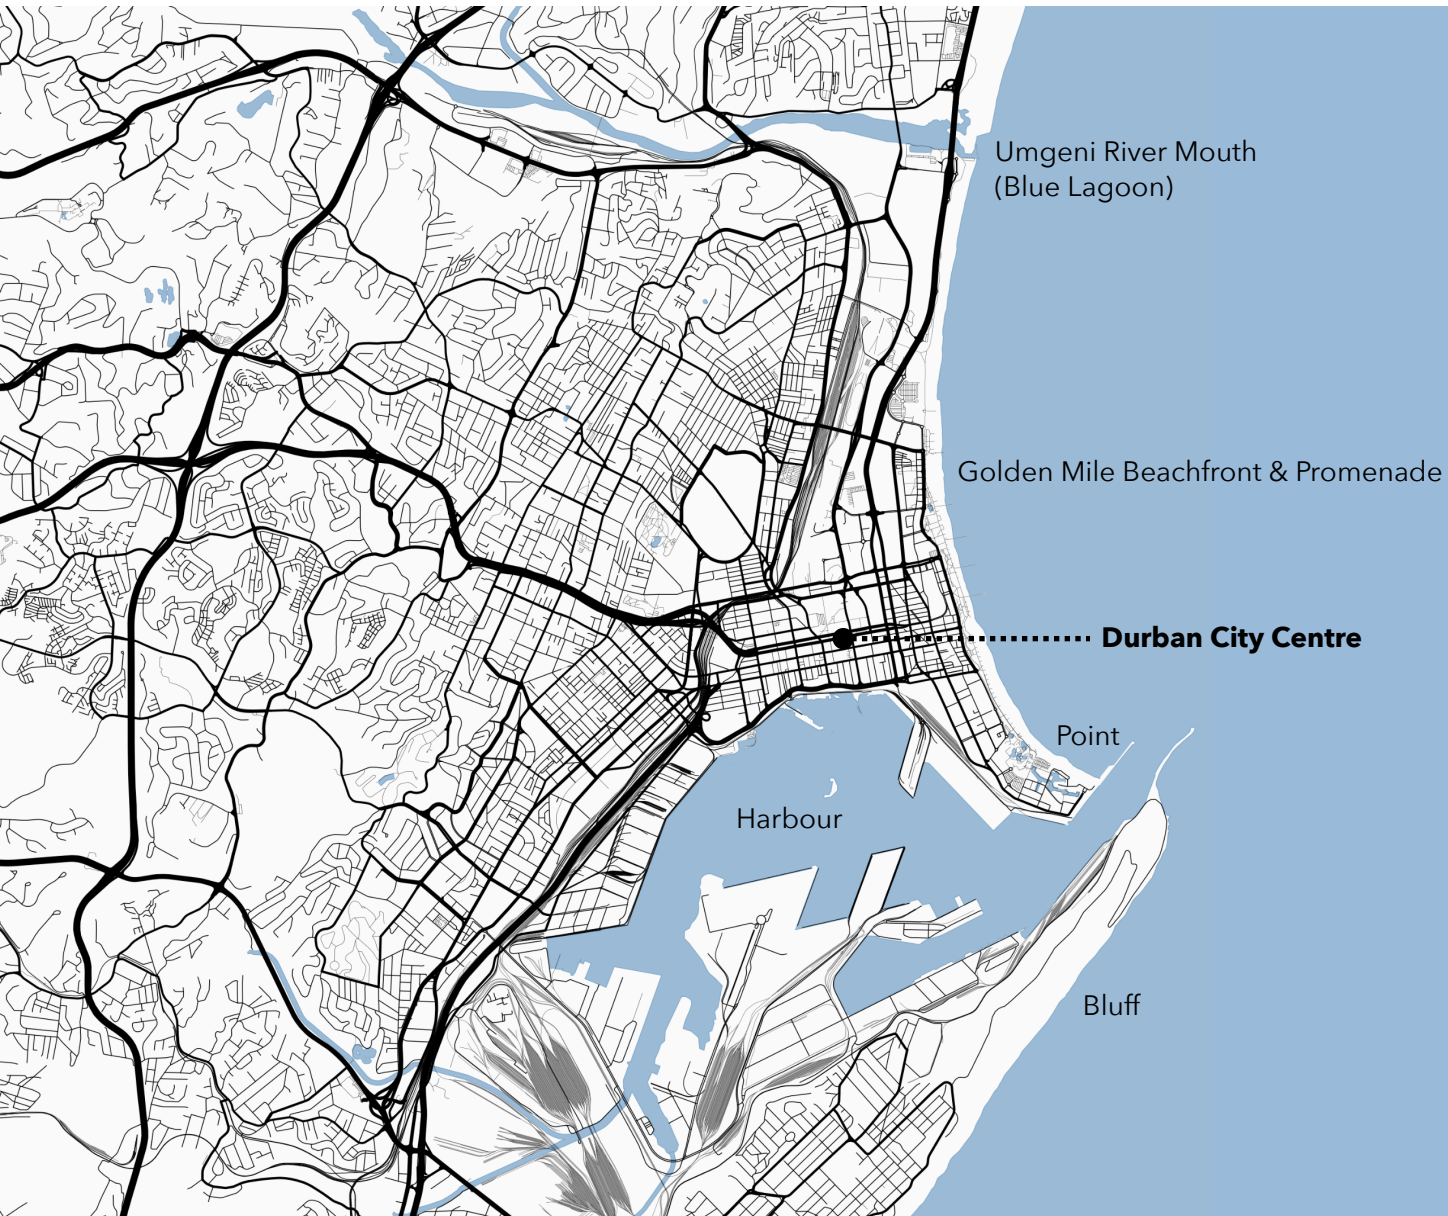 Umgeni River Mouth
(Blue Lagoon)
Golden Mile Beachfront & Promenade
Durban City Centre
Point
Harbour
Bluff